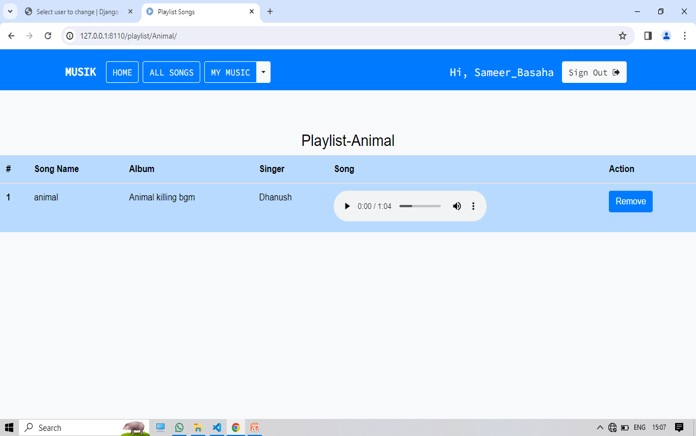 Select user to change | Django
Playlist Songs
127.0.0.1:8110/playlist/Animal/
MUSIK HOME ALL SONGS MY MUSIC Hi, Sameer_Basaha Sign Out
Playlist-Animal
# Song Name Album Singer Song Action
1 animal Animal killing bgm Dhanush 0:00 / 1:04 Remove
Search ENG 15:07